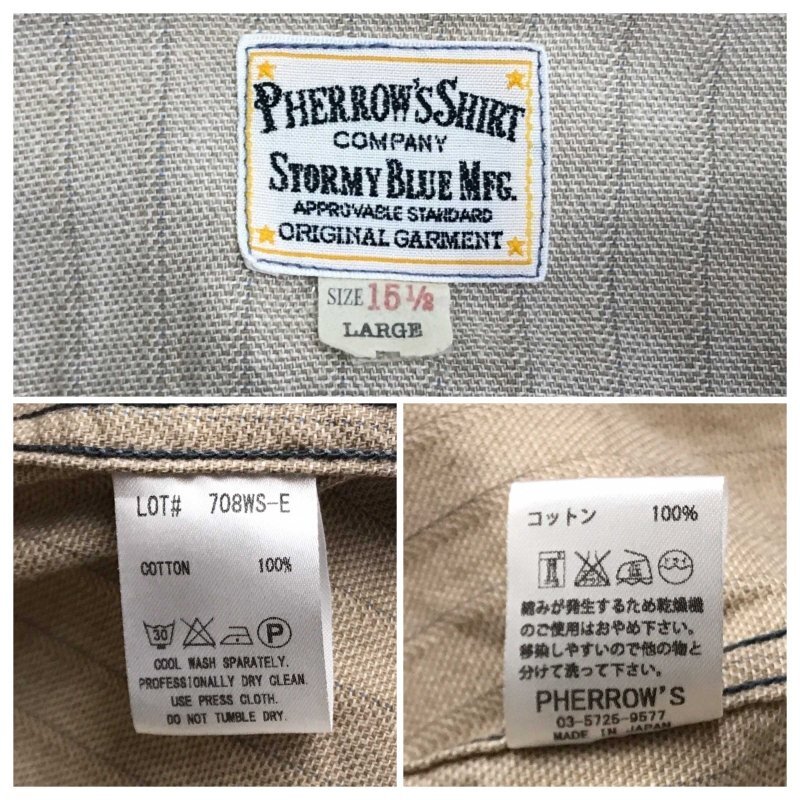 PHERROW'S SHIRT
COMPANY
STORMY BLUE MFG.
APPROVABLE STANDARD
ORIGINAL GARMENT
SIZE 15 1/2
LARGE
LOT# 708WS-E
COTTON 100%
30 P
COOL WASH SPARATELY.
PROFESSIONALLY DRY CLEAN.
USE PRESS CLOTH.
DO NOT TUMBLE DRY.
コットン 100%
縮みが発生するため乾燥機
のご使用はおやめ下さい。
移染しやすいので他の物と
分けて洗って下さい。
PHERROW'S
03-5725-9577
MADE IN JAPAN